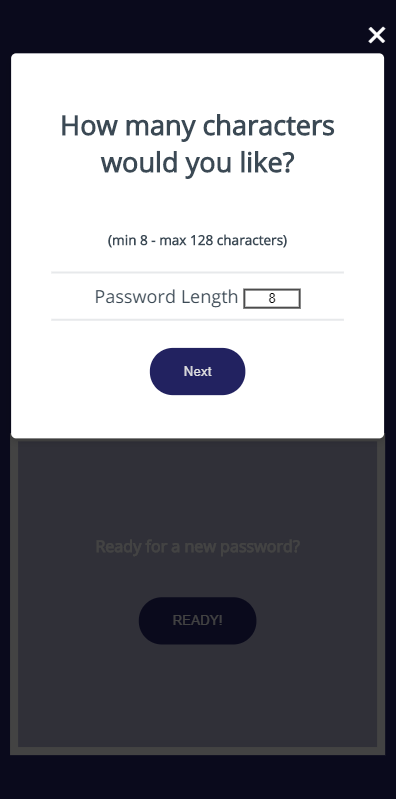 How many characters
would you like?
(min 8 - max 128 characters)
Password Length 8
Next
Ready for a new password?
READY!